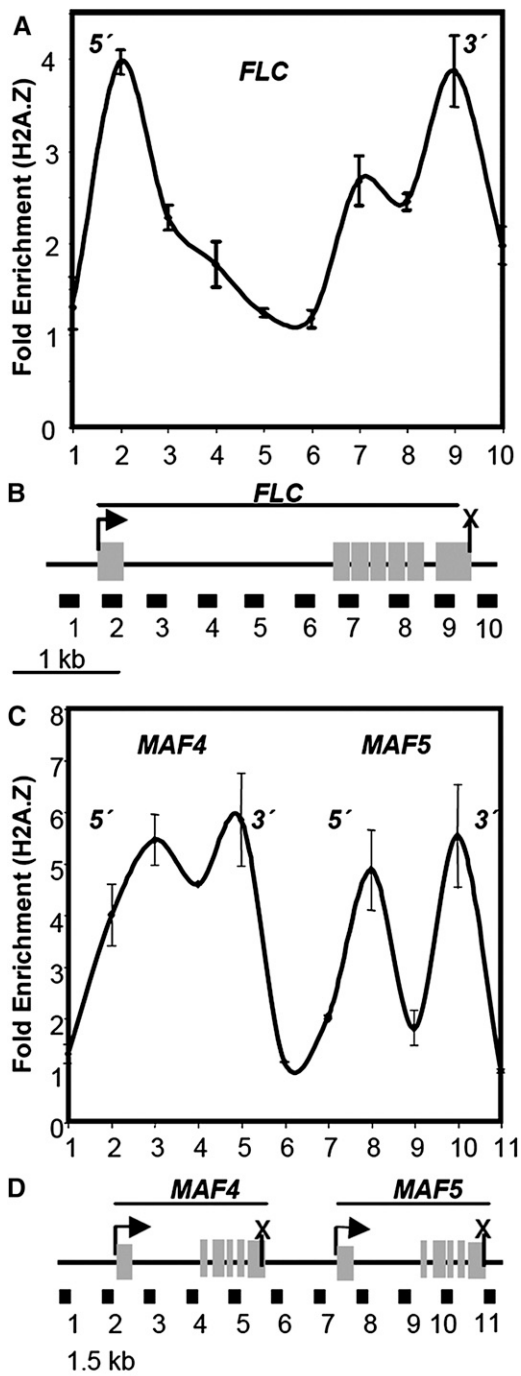 A
5´ FLC 3´
Fold Enrichment (H2A.Z)
4
3
2
1
0
1 2 3 4 5 6 7 8 9 10
B
FLC
X
1 2 3 4 5 6 7 8 9 10
1 kb
C
8
7
6
5
4
3
2
1
0
Fold Enrichment (H2A.Z)
MAF4 MAF5
5´ 3´ 5´ 3´
1 2 3 4 5 6 7 8 9 10 11
D
MAF4 MAF5
X X
1 2 3 4 5 6 7 8 9 10 11
1.5 kb